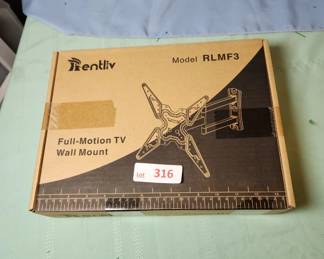 Rentliv
Model RLMF3
Full-Motion TV
Wall Mount
Lot 316